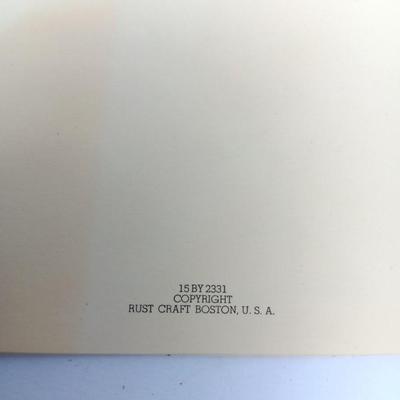 15 BY 2331
COPYRIGHT
RUST CRAFT BOSTON, U. S. A.